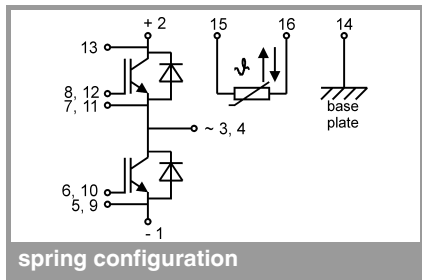 + 2
15
16
14
13
ϑ
8, 12
7, 11
base
plate
~ 3, 4
6, 10
5, 9
- 1
spring configuration